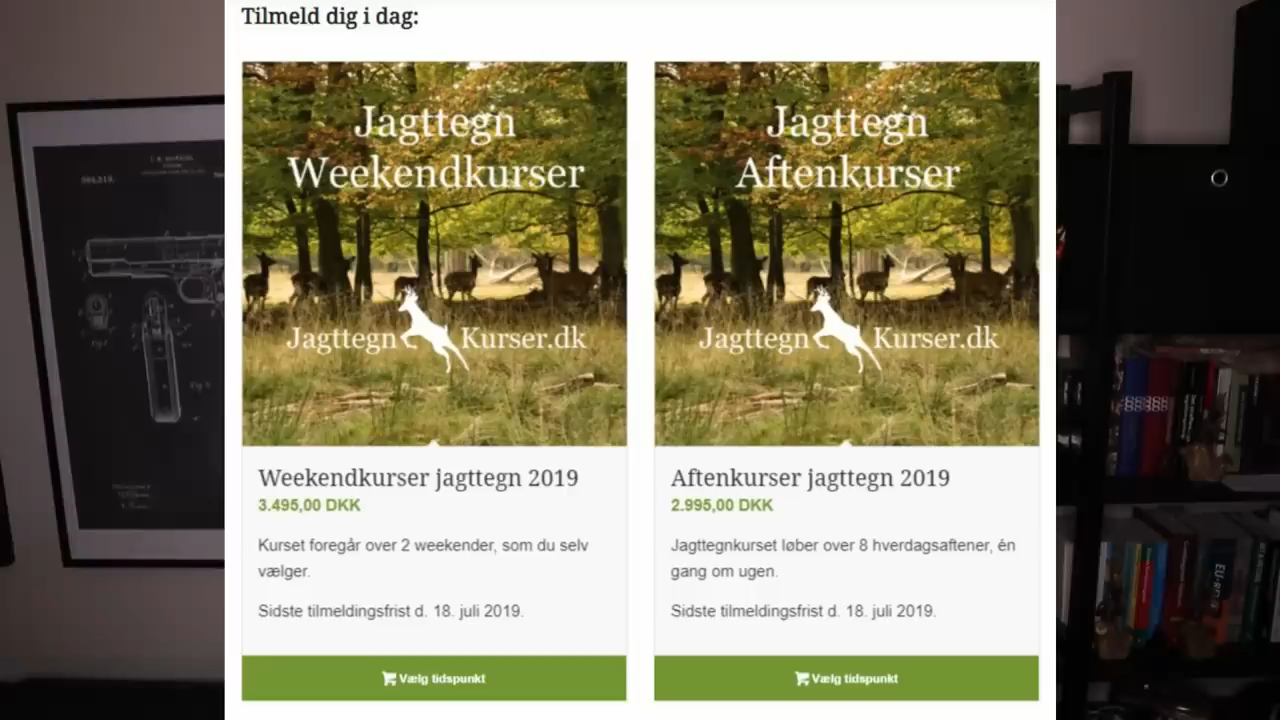 Tilmeld dig i dag:
Jagttegn
Weekendkurser
Jagttegn Kurser.dk
Weekendkurser jagttegn 2019
3.495,00 DKK
Kurset foregår over 2 weekender, som du selv
vælger.
Sidste tilmeldingsfrist d. 18. juli 2019.
Vælg tidspunkt
Jagttegn
Aftenkurser
Jagttegn Kurser.dk
Aftenkurser jagttegn 2019
2.995,00 DKK
Jagttegnkurset løber over 8 hverdagsaftener, én
gang om ugen.
Sidste tilmeldingsfrist d. 18. juli 2019.
Vælg tidspunkt